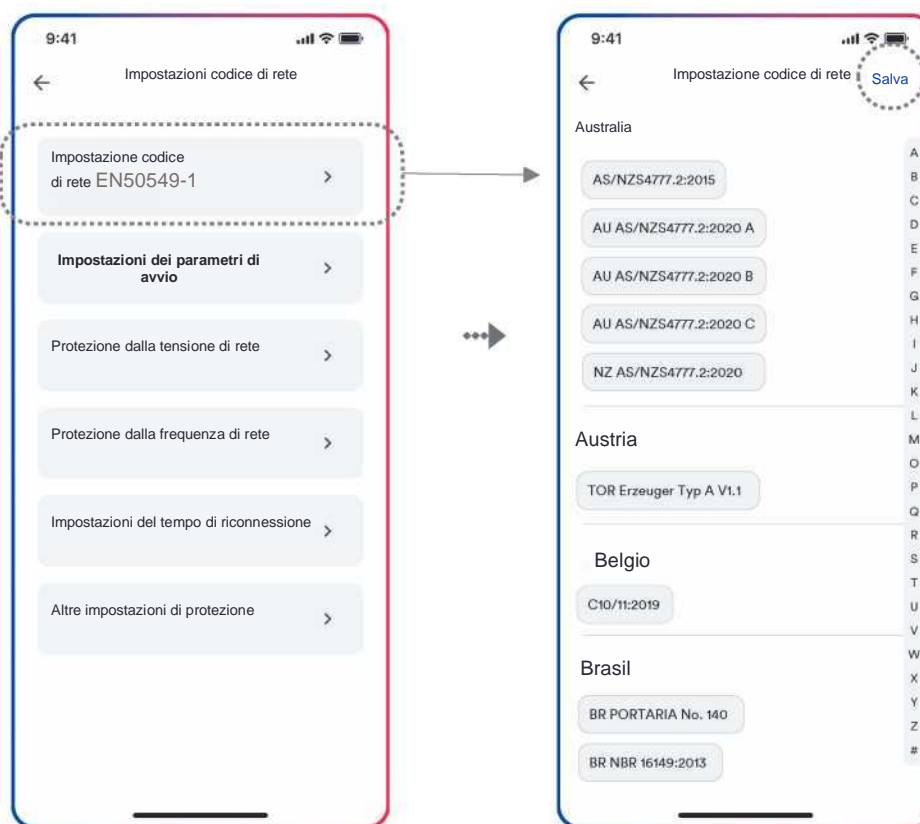 9:41
Impostazioni codice di rete
Impostazione codice
di rete EN50549-1
Impostazioni dei parametri di
avvio
Protezione dalla tensione di rete
Protezione dalla frequenza di rete
Impostazioni del tempo di riconnessione
Altre impostazioni di protezione
9:41
Impostazione codice di rete
Salva
Australia
AS/NZS4777.2:2015
AU AS/NZS4777.2:2020 A
AU AS/NZS4777.2:2020 B
AU AS/NZS4777.2:2020 C
NZ AS/NZS4777.2:2020
Austria
TOR Erzeuger Typ A V1.1
Belgio
C10/11:2019
Brasil
BR PORTARIA No. 140
BR NBR 16149:2013
A
B
C
D
E
F
G
H
I
J
K
L
M
O
P
Q
R
S
T
U
V
W
X
Y
Z
#